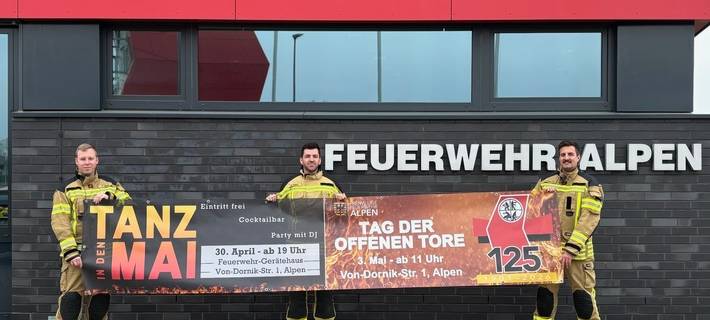 FEUERWEHR ALPEN
TANZ
IN DEN
MAI
Eintritt frei
Cocktailbar
Party mit DJ
30. April - ab 19 Uhr
Feuerwehr-Gerätehaus
Von-Dornik-Str. 1, Alpen
ALPEN
TAG DER
OFFENEN TORE
3. Mai - ab 11 Uhr
Von-Dornik-Str. 1, Alpen
125